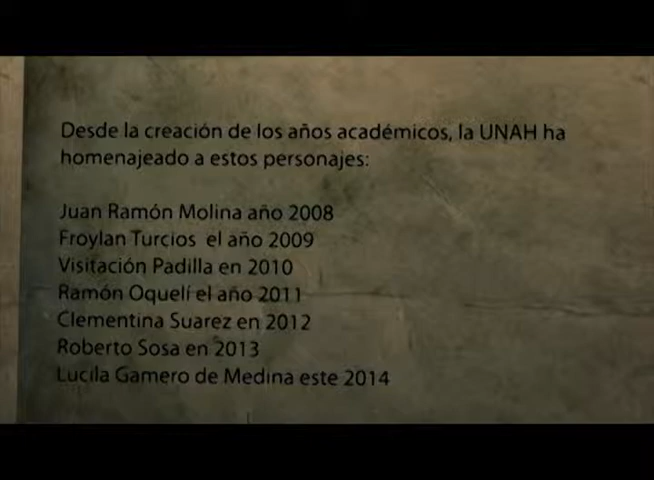 Desde la creación de los años académicos, la UNAH ha
homenajeado a estos personajes:
Juan Ramón Molina año 2008
Froylan Turcios el año 2009
Visitación Padilla en 2010
Ramón Oquelí el año 2011
Clementina Suarez en 2012
Roberto Sosa en 2013
Lucila Gamero de Medina este 2014